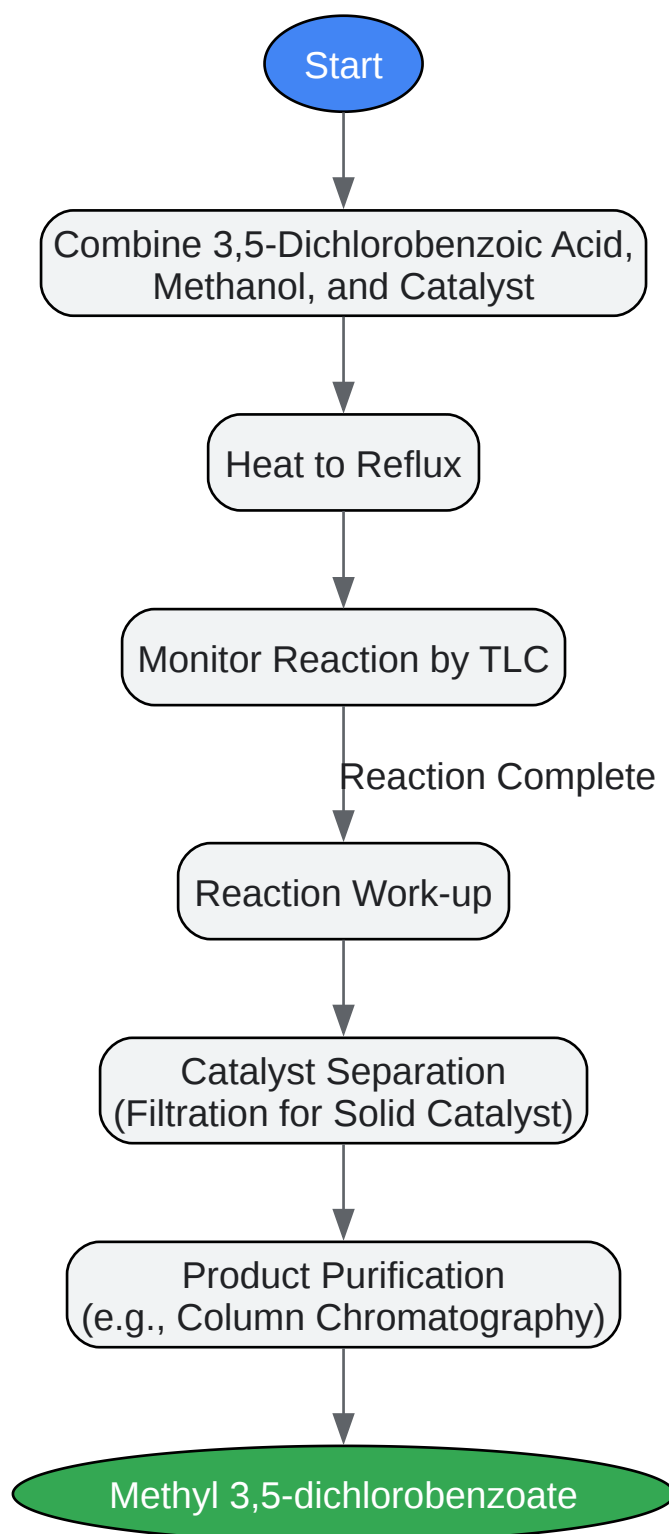 Start
Combine 3,5-Dichlorobenzoic Acid,
Methanol, and Catalyst
Heat to Reflux
Monitor Reaction by TLC
Reaction Complete
Reaction Work-up
Catalyst Separation
(Filtration for Solid Catalyst)
Product Purification
(e.g., Column Chromatography)
Methyl 3,5-dichlorobenzoate